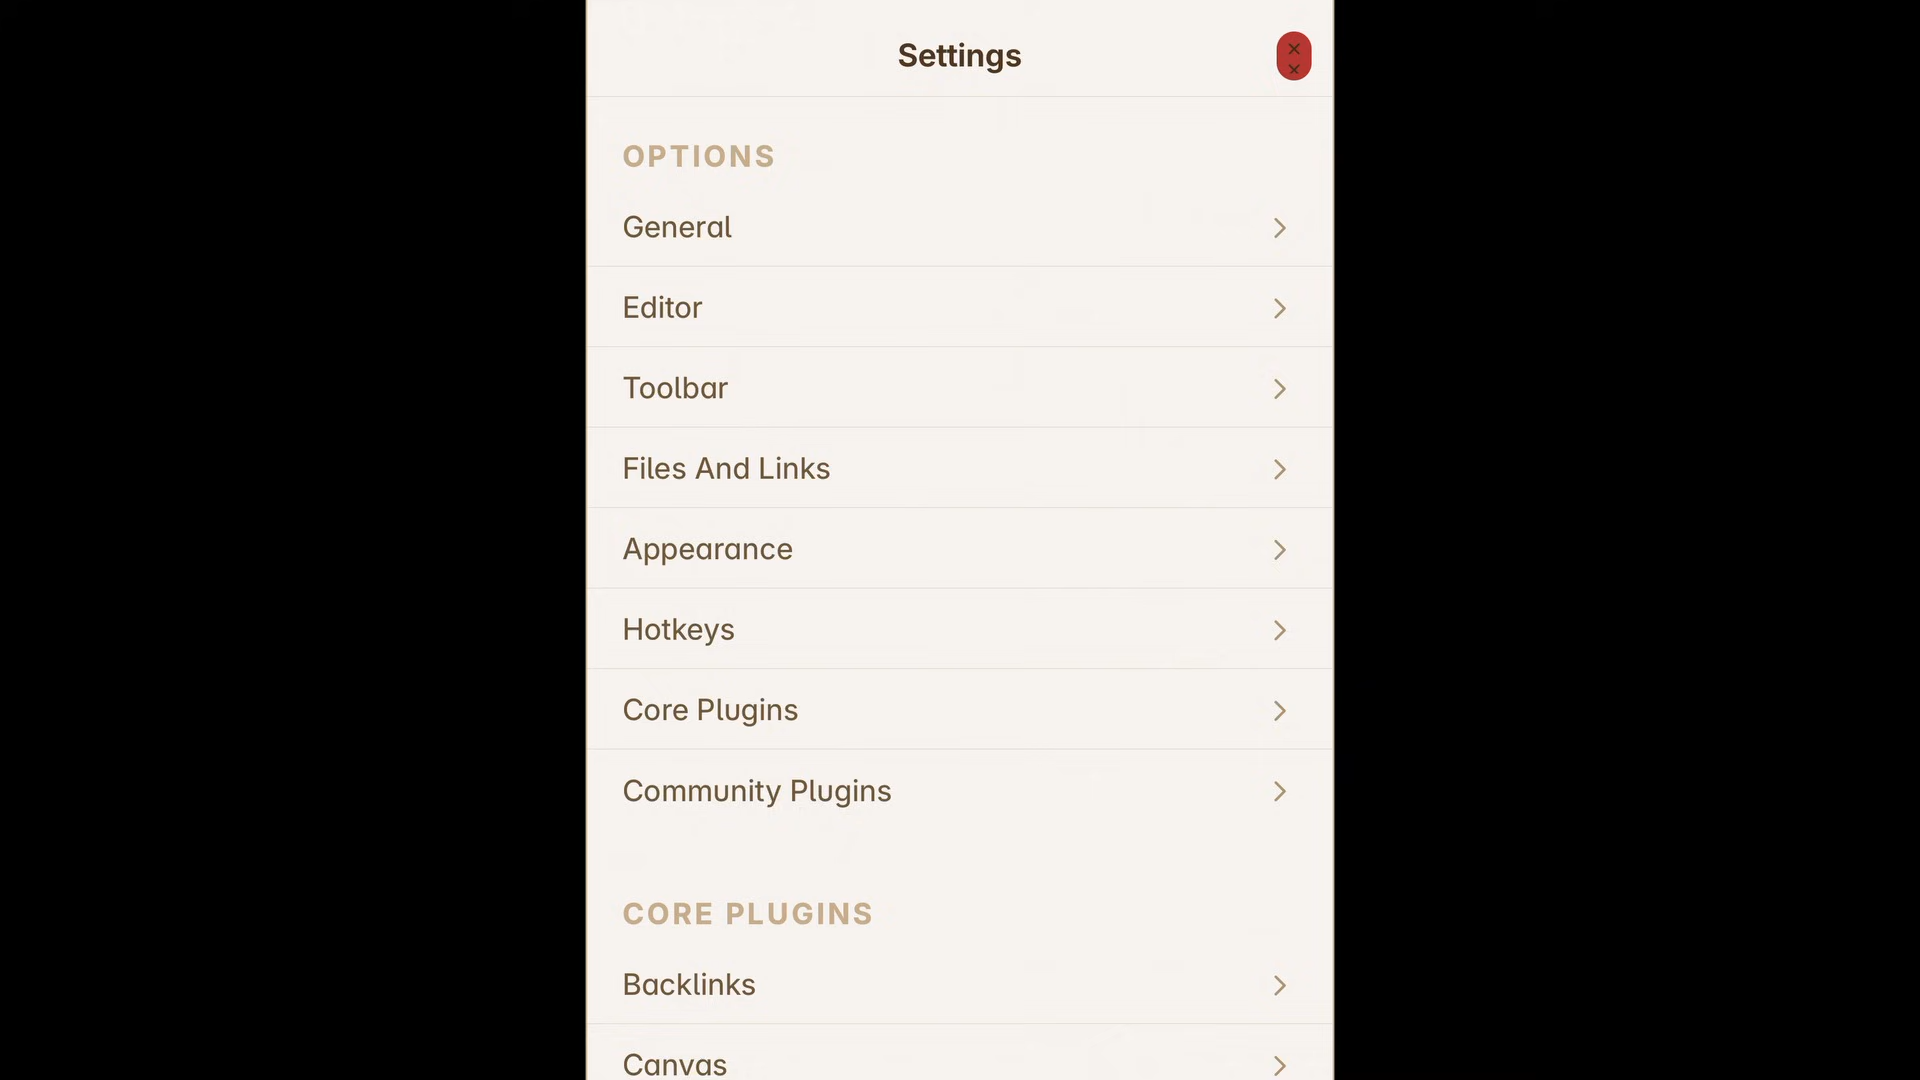 Settings
OPTIONS
General
Editor
Toolbar
Files And Links
Appearance
Hotkeys
Core Plugins
Community Plugins
CORE PLUGINS
Backlinks
Canvas